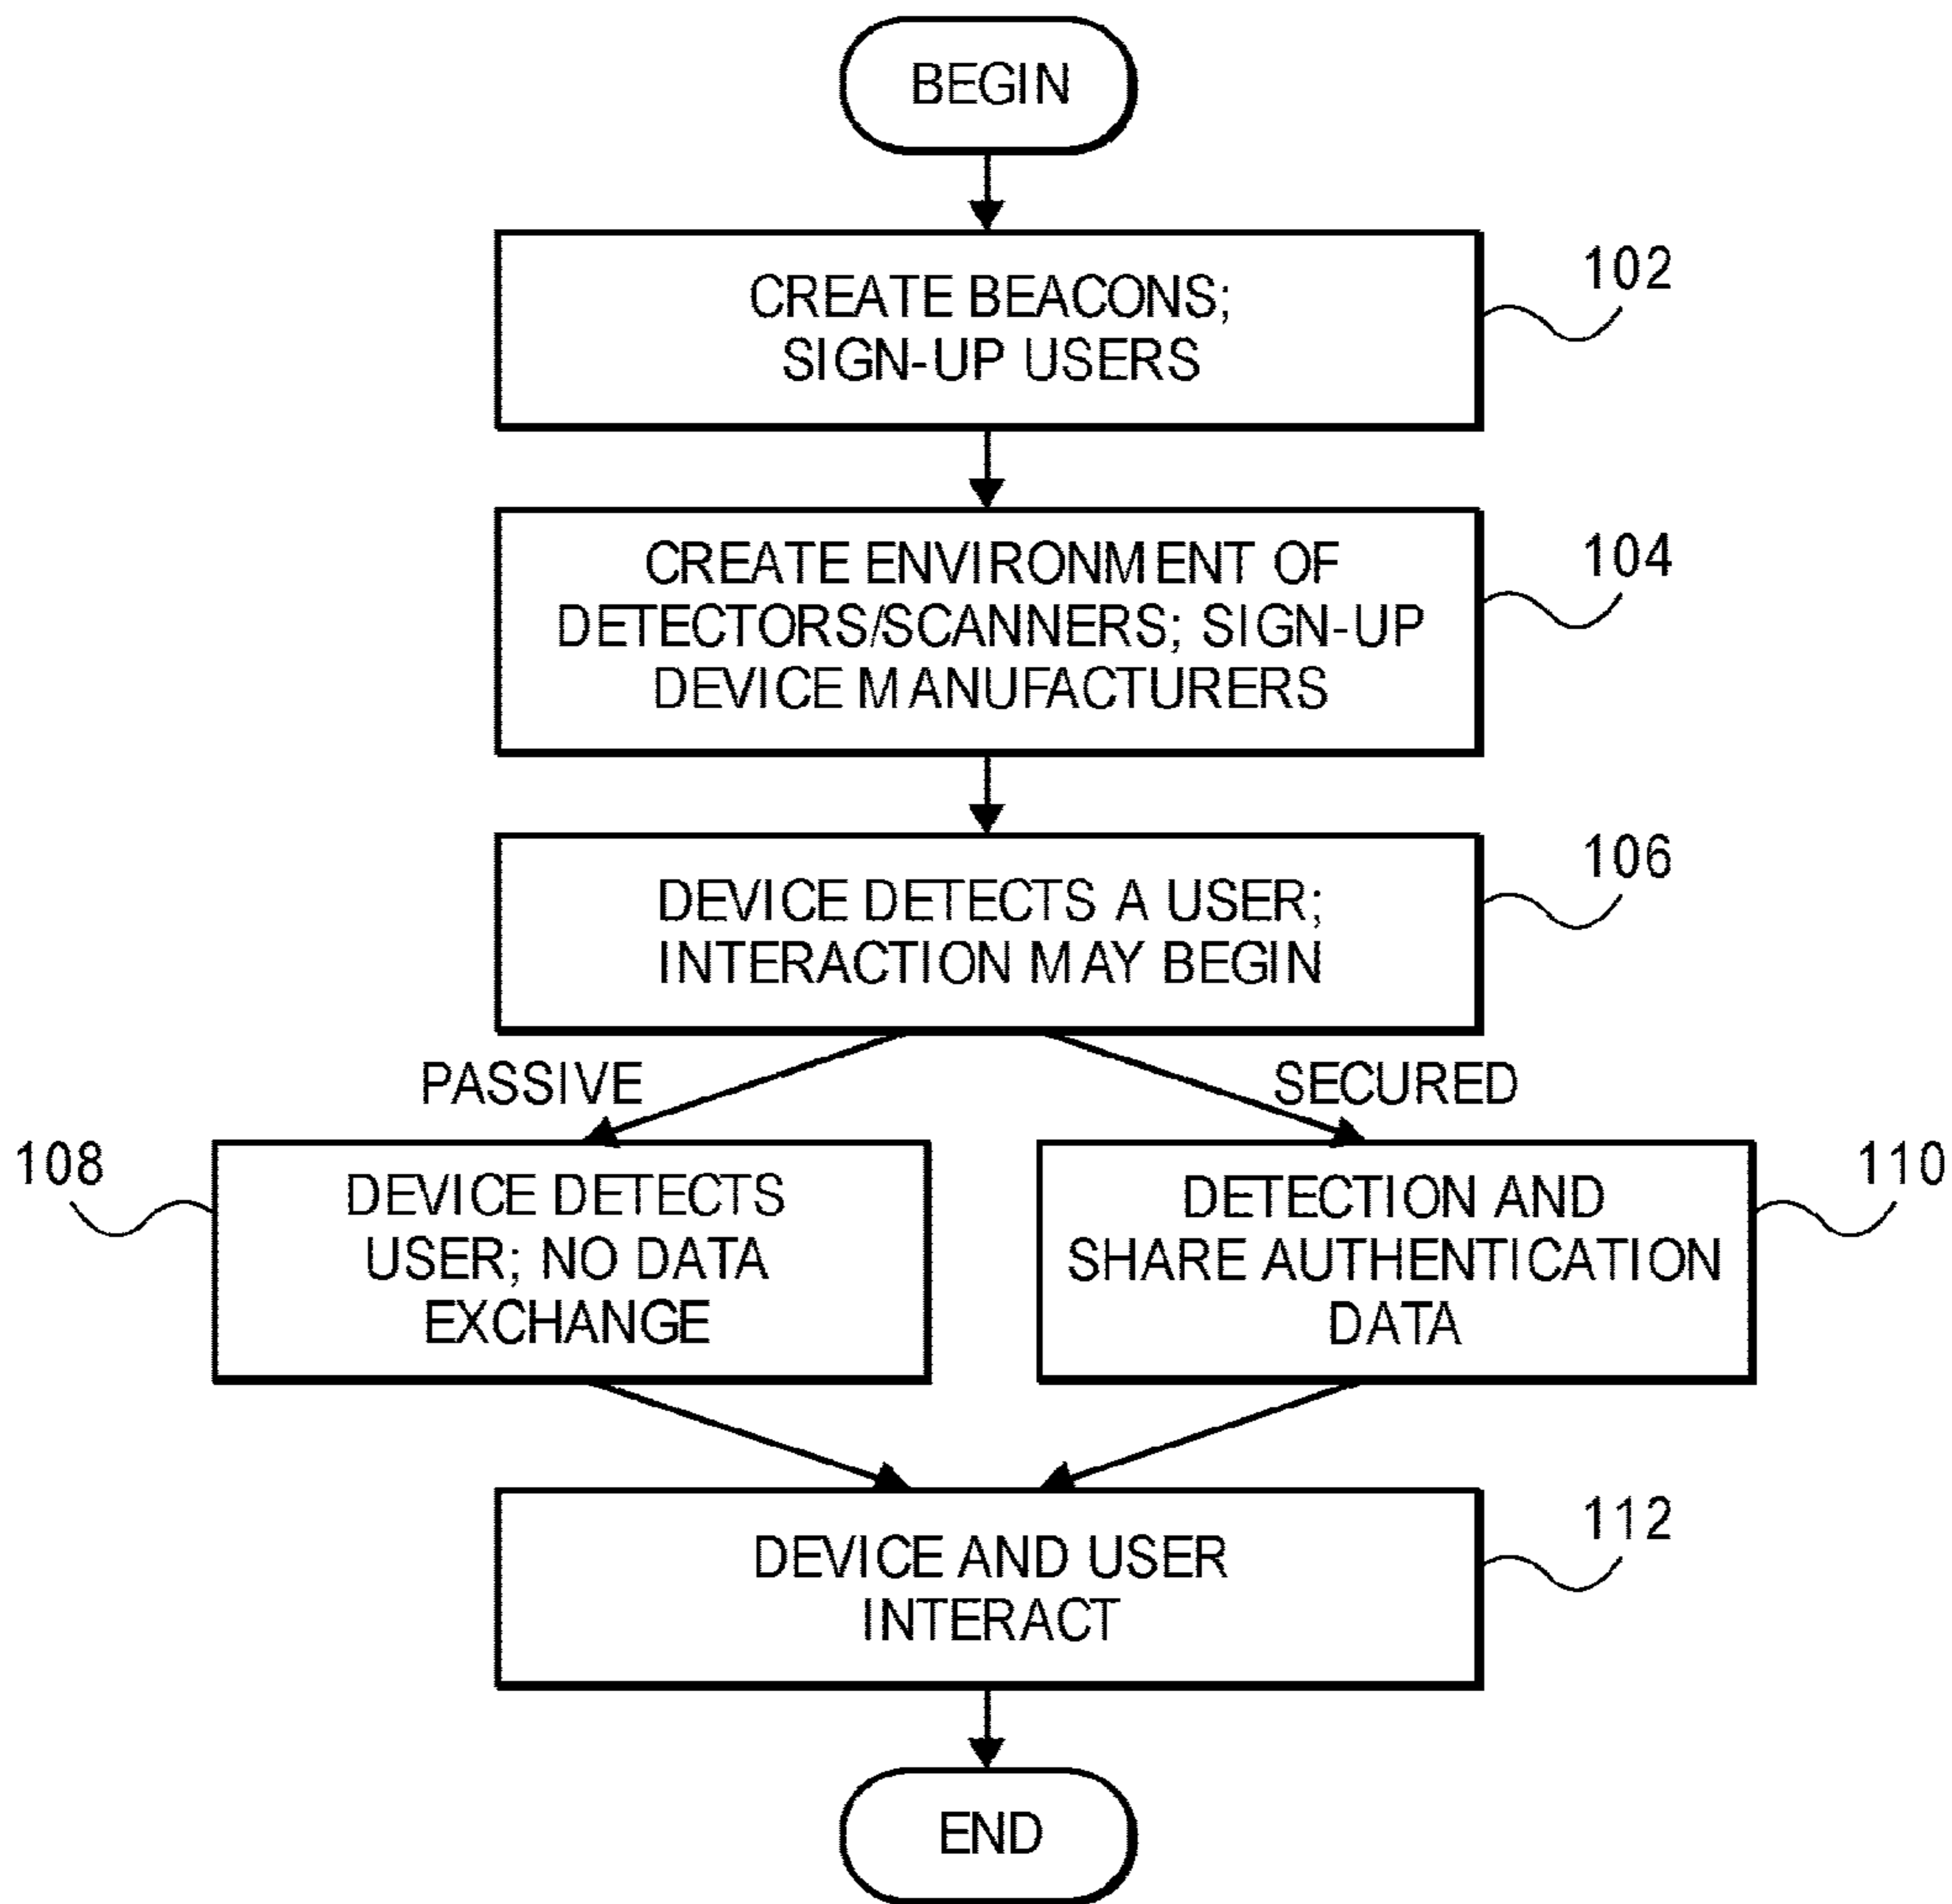 BEGIN
CREATE BEACONS;
SIGN-UP USERS
102
CREATE ENVIRONMENT OF
DETECTORS/SCANNERS; SIGN-UP
DEVICE MANUFACTURERS
104
DEVICE DETECTS A USER;
INTERACTION MAY BEGIN
106
PASSIVE
SECURED
108
DEVICE DETECTS
USER; NO DATA
EXCHANGE
DETECTION AND
SHARE AUTHENTICATION
DATA
110
DEVICE AND USER
INTERACT
112
END